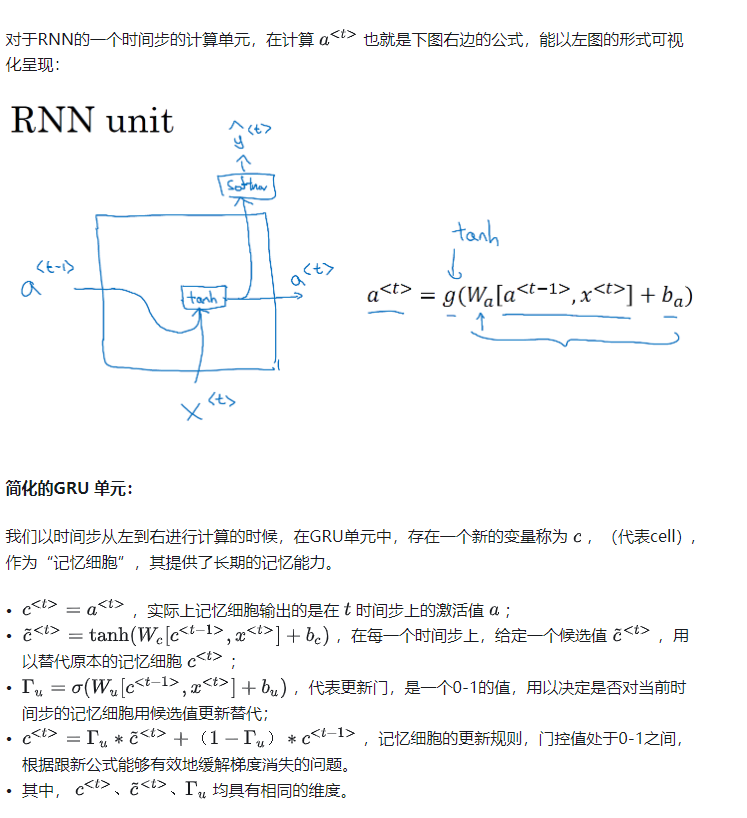 对于RNN的一个时间步的计算单元，在计算 a^{<t>} 也就是下图右边的公式，能以左图的形式可视
化呈现：
RNN unit
ŷ^{<t>}
softmax
a^{<t-1>}
tanh
a^{<t>}
x^{<t>}
tanh
a^{<t>} = g(W_a[a^{<t-1>}, x^{<t>}] + b_a)
简化的GRU 单元：
我们以时间步从左到右进行计算的时候，在GRU单元中，存在一个新的变量称为 c ，（代表cell），
作为“记忆细胞”，其提供了长期的记忆能力。
• c^{<t>} = a^{<t>} ，实际上记忆细胞输出的是在 t 时间步上的激活值 a ；
• c̃^{<t>} = tanh(W_c[c^{<t-1>}, x^{<t>}] + b_c) ，在每一个时间步上，给定一个候选值 c̃^{<t>} ，用
以替代原本的记忆细胞 c^{<t>} ；
• Γ_u = σ(W_u[c^{<t-1>}, x^{<t>}] + b_u) ，代表更新门，是一个0-1的值，用以决定是否对当前时
间步的记忆细胞用候选值更新替代；
• c^{<t>} = Γ_u * c̃^{<t>} + （1 − Γ_u） * c^{<t-1>} ，记忆细胞的更新规则，门控值处于0-1之间，
根据跟新公式能够有效地缓解梯度消失的问题。
• 其中， c^{<t>}、c̃^{<t>}、Γ_u 均具有相同的维度。